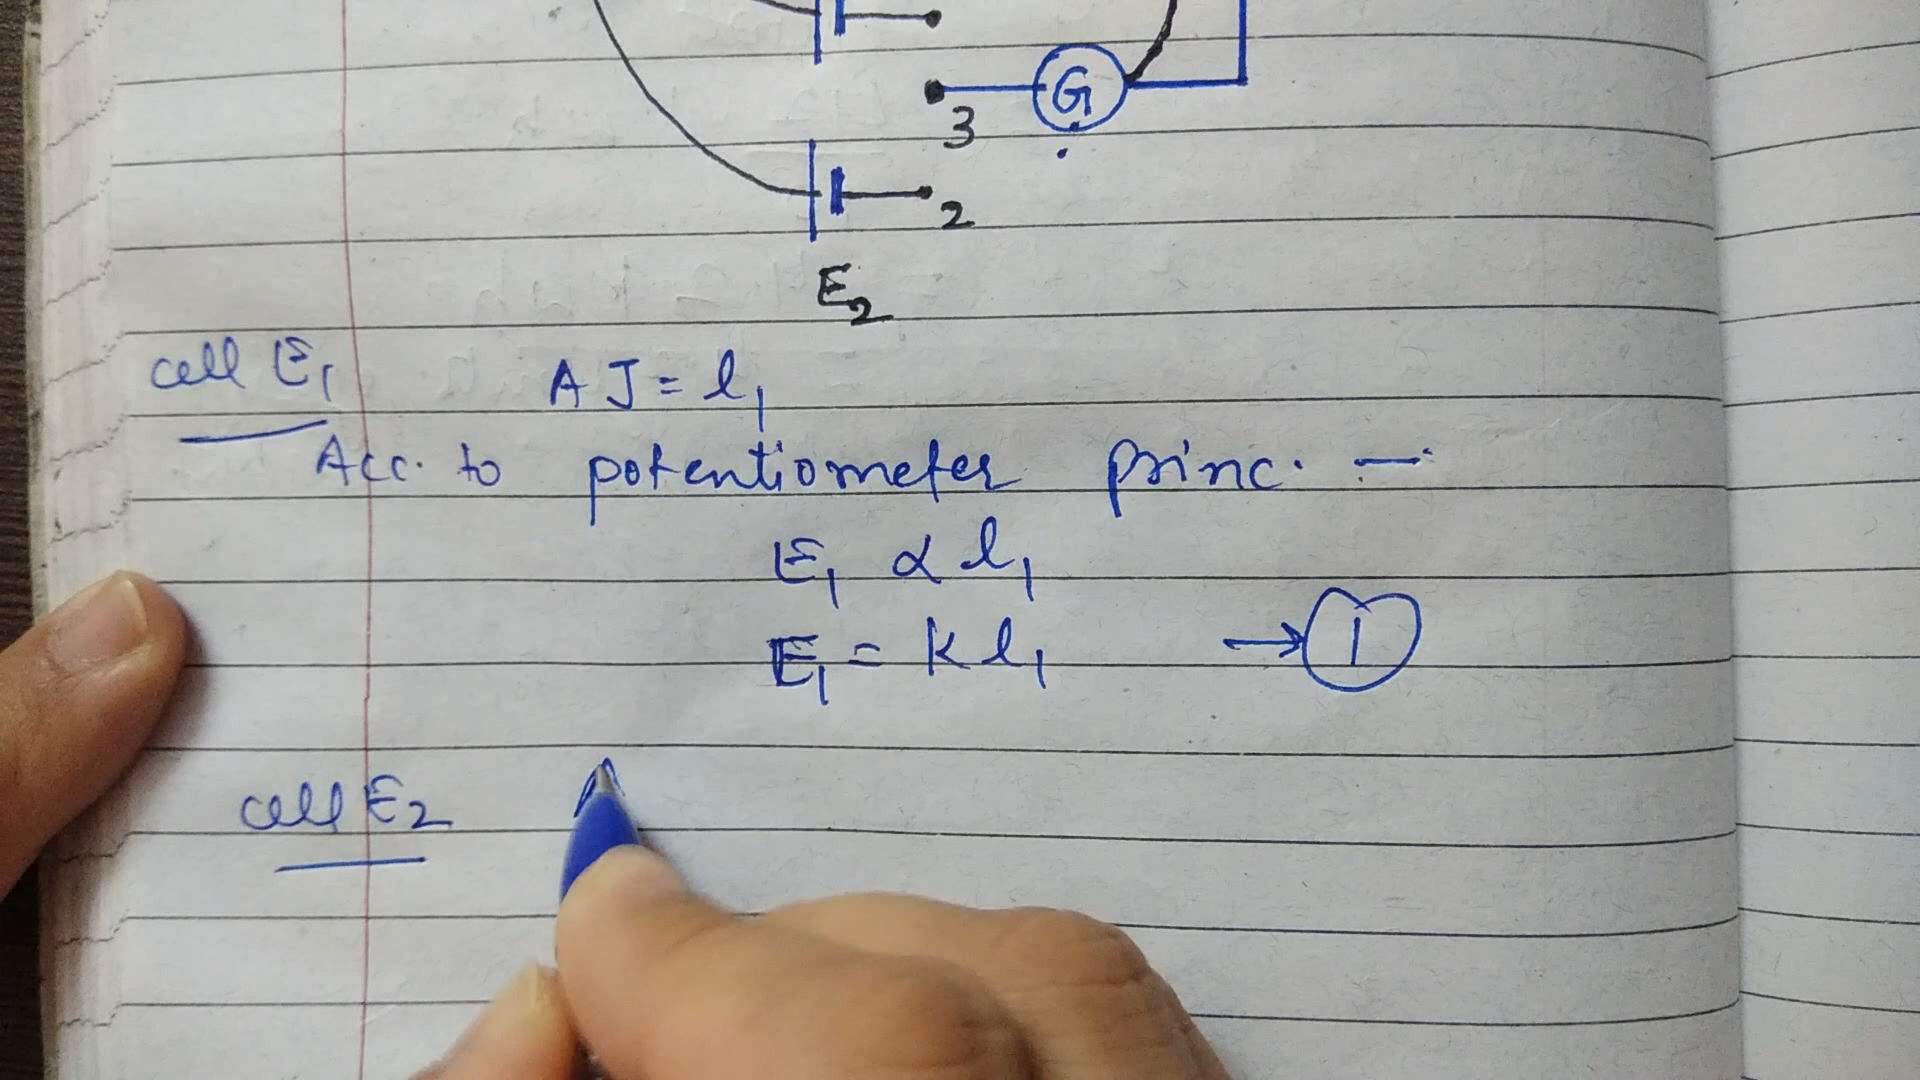 G
3
2
E₂
cell E₁ AJ = l₁
Acc. to potentiometer princ. —
E₁ α l₁
E₁ = K l₁ → 1
cell E₂ A